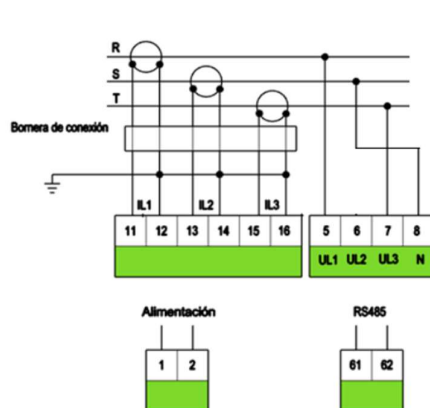 R
S
T
Bornera de conexión
IL1 IL2 IL3
11 12 13 14 15 16 5 6 7 8
UL1 UL2 UL3 N
Alimentación RS485
1 2 61 62